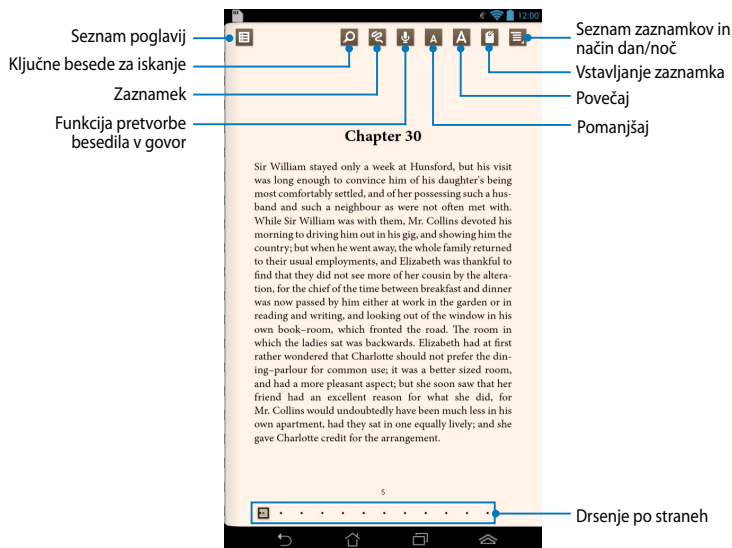 12:00
Seznam poglavij
Ključne besede za iskanje
Zaznamek
Funkcija pretvorbe
besedila v govor
Seznam zaznamkov in
način dan/noč
Vstavljanje zaznamka
Povečaj
Pomanjšaj
A
A
Chapter 30
Sir William stayed only a week at Hunsford, but his visit
was long enough to convince him of his daughter's being
most comfortably settled, and of her possessing such a hus-
band and such a neighbour as were not often met with.
While Sir William was with them, Mr. Collins devoted his
morning to driving him out in his gig, and showing him the
country; but when he went away, the whole family returned
to their usual employments, and Elizabeth was thankful to
find that they did not see more of her cousin by the altera-
tion, for the chief of the time between breakfast and dinner
was now passed by him either at work in the garden or in
reading and writing, and looking out of the window in his
own book–room, which fronted the road. The room in
which the ladies sat was backwards. Elizabeth had at first
rather wondered that Charlotte should not prefer the din-
ing–parlour for common use; it was a better sized room,
and had a more pleasant aspect; but she soon saw that her
friend had an excellent reason for what she did, for
Mr. Collins would undoubtedly have been much less in his
own apartment, had they sat in one equally lively; and she
gave Charlotte credit for the arrangement.
5
Drsenje po straneh